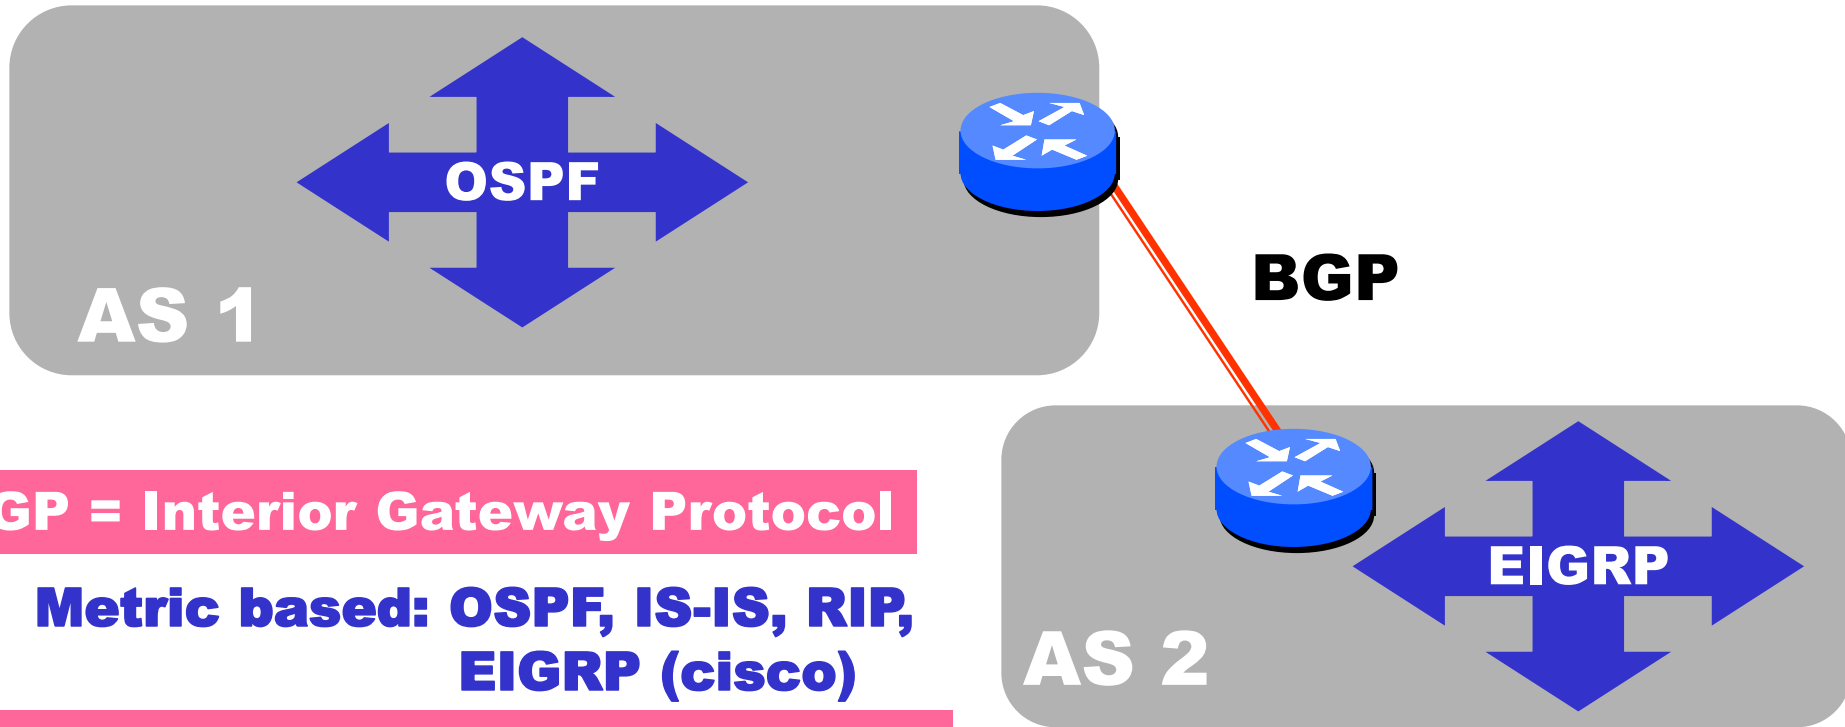 OSPF
AS 1
BGP
GP = Interior Gateway Protocol
Metric based: OSPF, IS-IS, RIP,
EIGRP (cisco)
EIGRP
AS 2